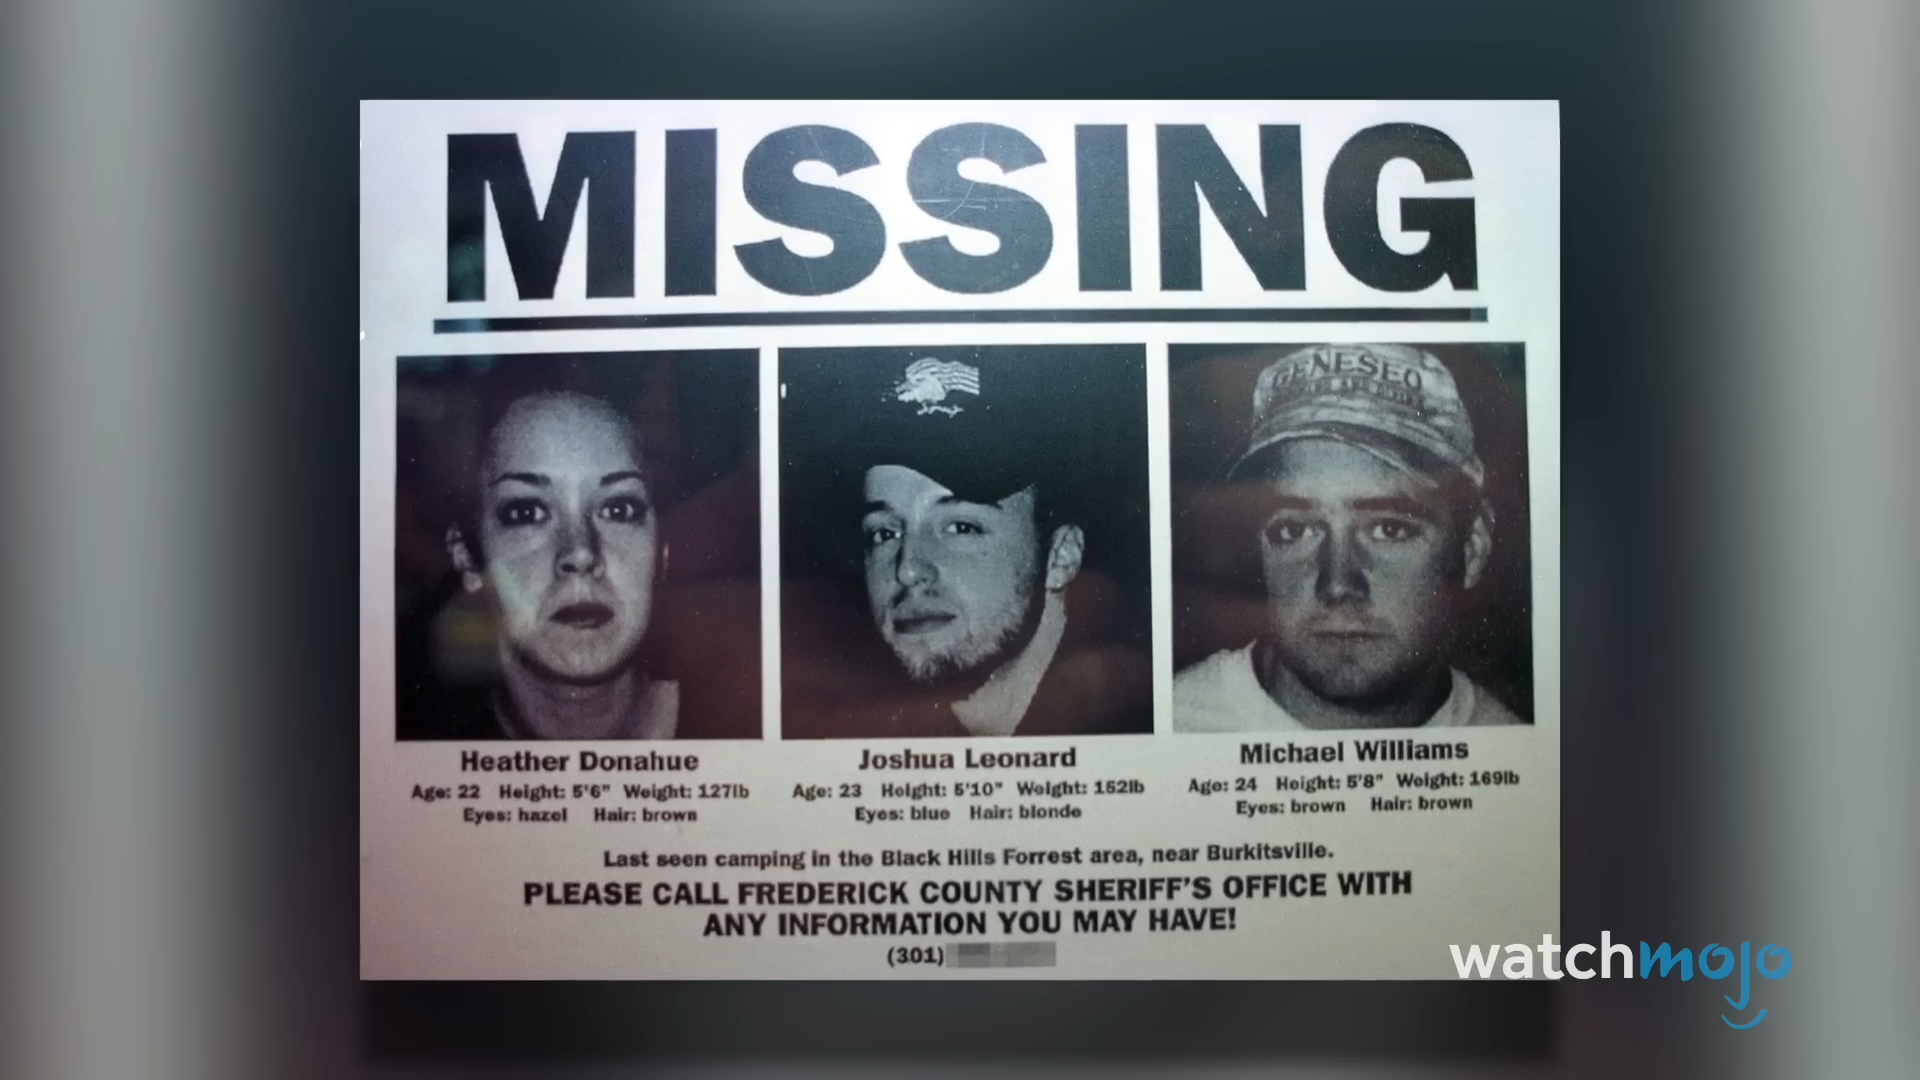 MISSING
GENESEO
Heather Donahue
Age: 22 Height: 5'6" Weight: 127lb
Eyes: hazel Hair: brown
Joshua Leonard
Age: 23 Height: 5'10" Weight: 152lb
Eyes: blue Hair: blonde
Michael Williams
Age: 24 Height: 5'8" Weight: 169lb
Eyes: brown Hair: brown
Last seen camping in the Black Hills Forrest area, near Burkitsville.
PLEASE CALL FREDERICK COUNTY SHERIFF'S OFFICE WITH
ANY INFORMATION YOU MAY HAVE!
(301)
watchmojo